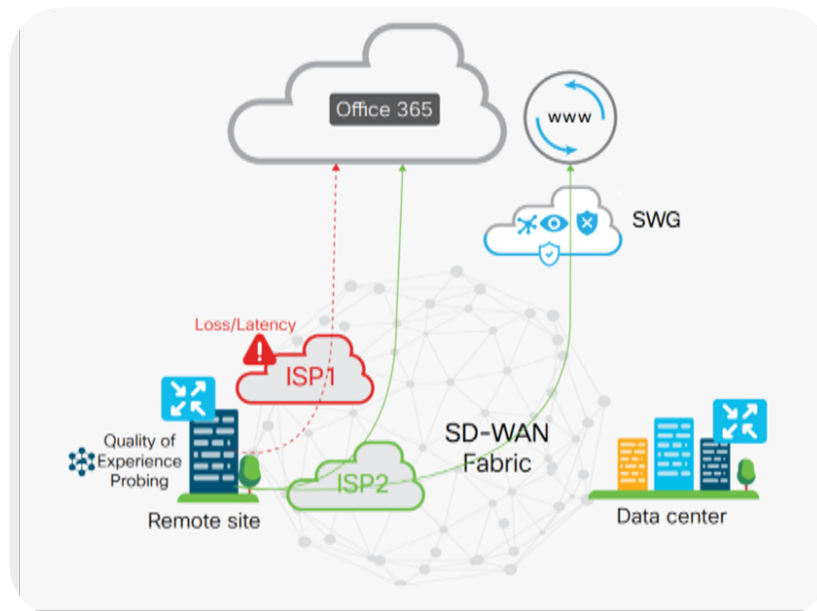 Office 365
www
SWG
Loss/Latency
ISP1
SD-WAN
Fabric
Quality of
Experience
Probing
ISP2
Remote site
Data center